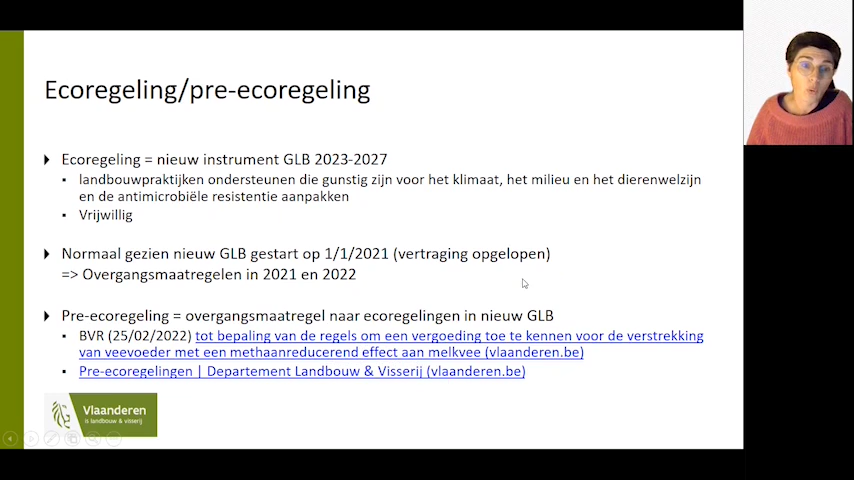 Ecoregeling/pre-ecoregeling
Ecoregeling = nieuw instrument GLB 2023-2027
landbouwpraktijken ondersteunen die gunstig zijn voor het klimaat, het milieu en het dierenwelzijn
en de antimicrobiële resistentie aanpakken
Vrijwillig
Normaal gezien nieuw GLB gestart op 1/1/2021 (vertraging opgelopen)
=> Overgangsmaatregelen in 2021 en 2022
Pre-ecoregeling = overgangsmaatregel naar ecoregelingen in nieuw GLB
BVR (25/02/2022) tot bepaling van de regels om een vergoeding toe te kennen voor de verstrekking
van veevoeder met een methaanreducerend effect aan melkvee (vlaanderen.be)
Pre-ecoregelingen | Departement Landbouw & Visserij (vlaanderen.be)
Vlaanderen
is landbouw & visserij